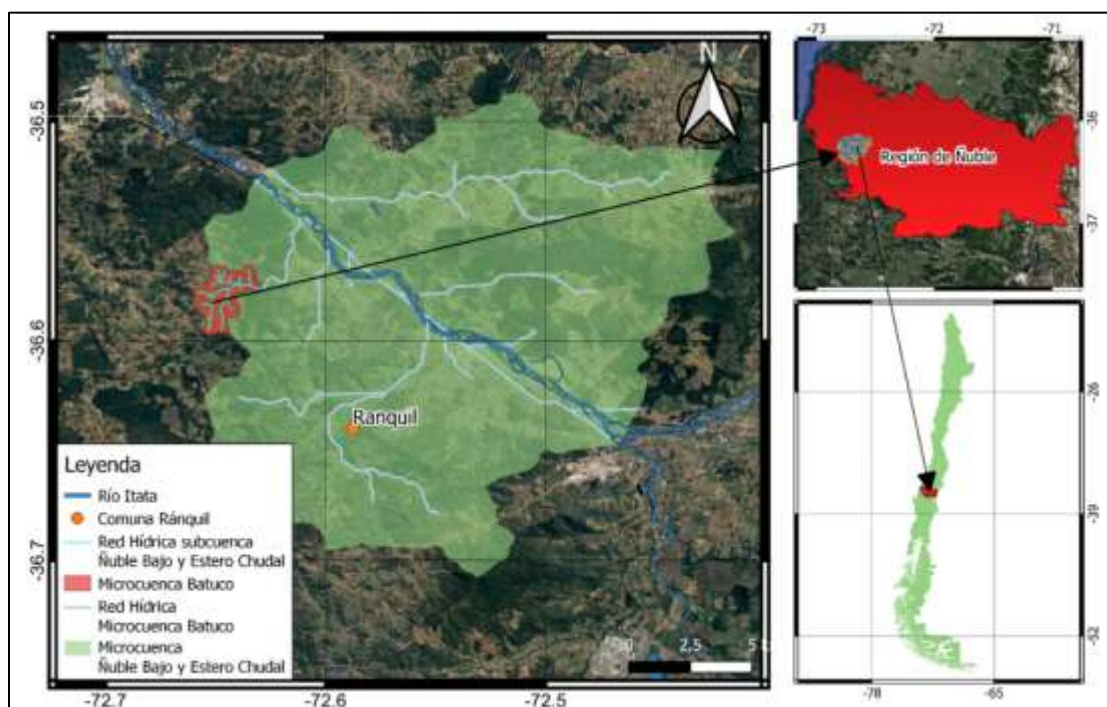 -73
-72
-71
N
-36.5
-36
Región de Ñuble
-37
-36.6
-26
Ranquil
Leyenda
Río Itata
Comuna Ránquil
Red Hídrica subcuenca
Ñuble Bajo y Estero Chudal
Microcuenca Batuco
Red Hídrica
Microcuenca Batuco
Microcuenca
Ñuble Bajo y Estero Chudal
-39
-36.7
-52
2,5
5
-72.7
-72.6
-72.5
-78
-65